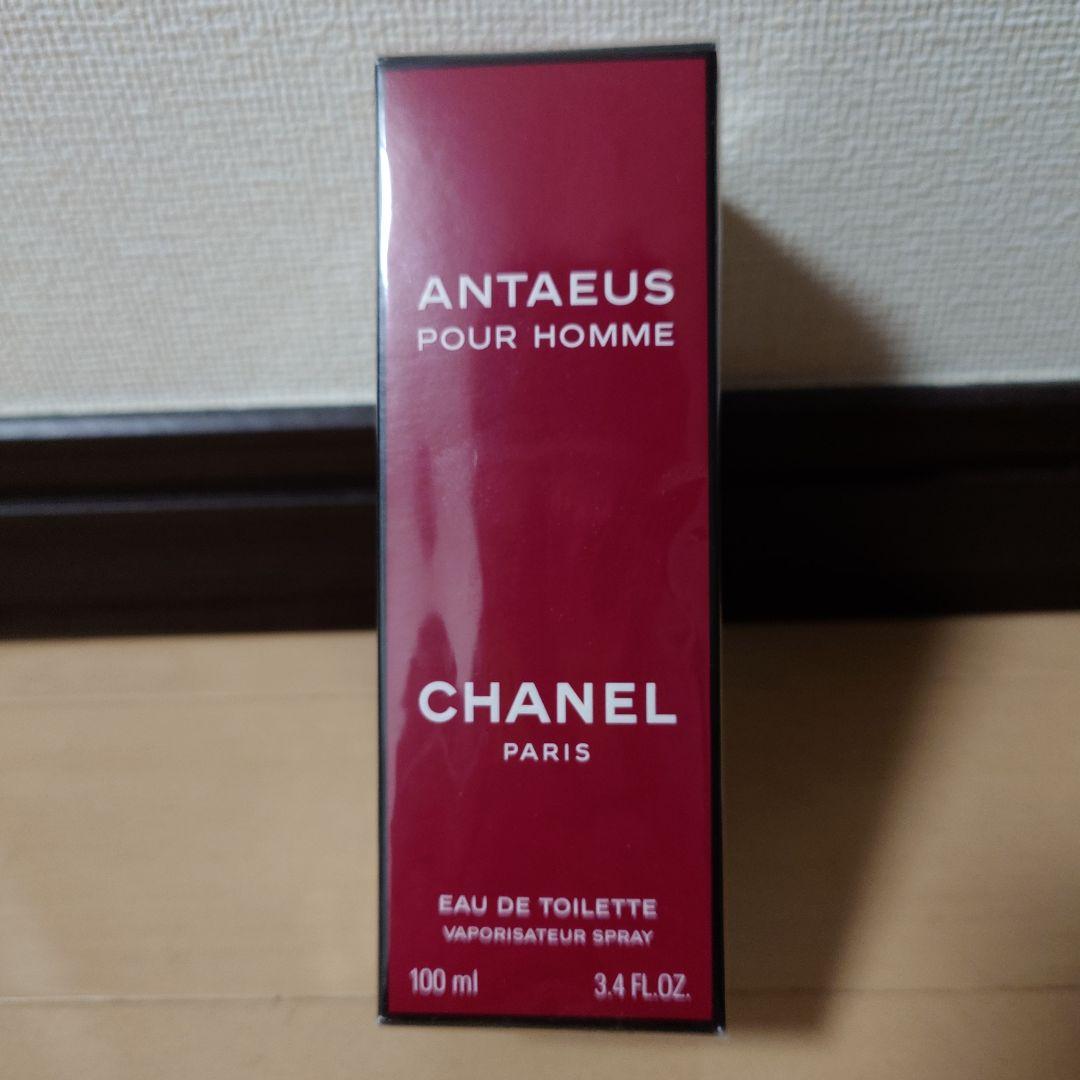 ANTAEUS
POUR HOMME
CHANEL
PARIS
EAU DE TOILETTE
VAPORISATEUR SPRAY
100 ml 3.4 FL.OZ.